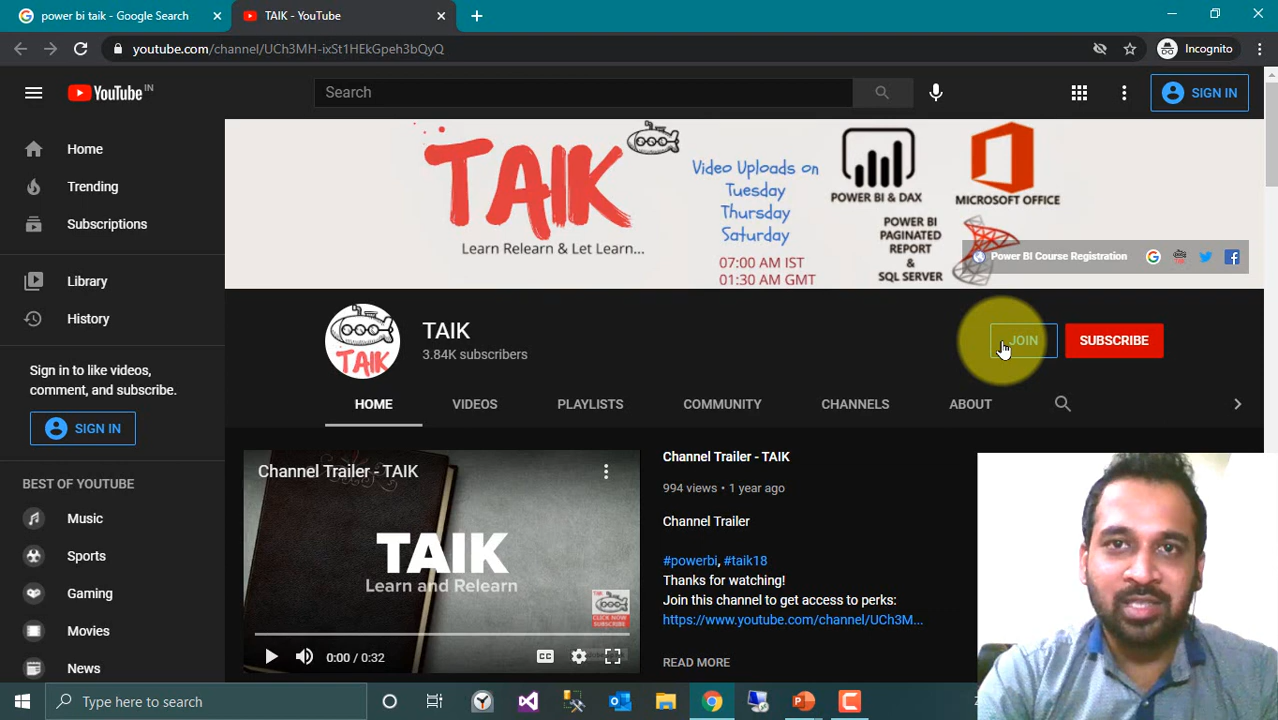 power bi taik - Google Search
TAIK - YouTube
youtube.com/channel/UCh3MH-ixSt1HEkGpeh3bQyQ
Incognito
YouTube IN
Search
SIGN IN
Home
Trending
Subscriptions
Library
History
Sign in to like videos,
comment, and subscribe.
SIGN IN
BEST OF YOUTUBE
Music
Sports
Gaming
Movies
News
TAIK
Learn Relearn & Let Learn...
Video Uploads on
Tuesday
Thursday
Saturday
07:00 AM IST
01:30 AM GMT
POWER BI & DAX
MICROSOFT OFFICE
POWER BI
PAGINATED
REPORT
&
SQL SERVER
Power BI Course Registration
TAIK
TAIK
3.84K subscribers
JOIN
SUBSCRIBE
HOME
VIDEOS
PLAYLISTS
COMMUNITY
CHANNELS
ABOUT
Channel Trailer - TAIK
TAIK
Learn and Relearn
0:00 / 0:32
Channel Trailer - TAIK
994 views • 1 year ago
Channel Trailer
#powerbi, #taik18
Thanks for watching!
Join this channel to get access to perks:
https://www.youtube.com/channel/UCh3M...
READ MORE
Type here to search